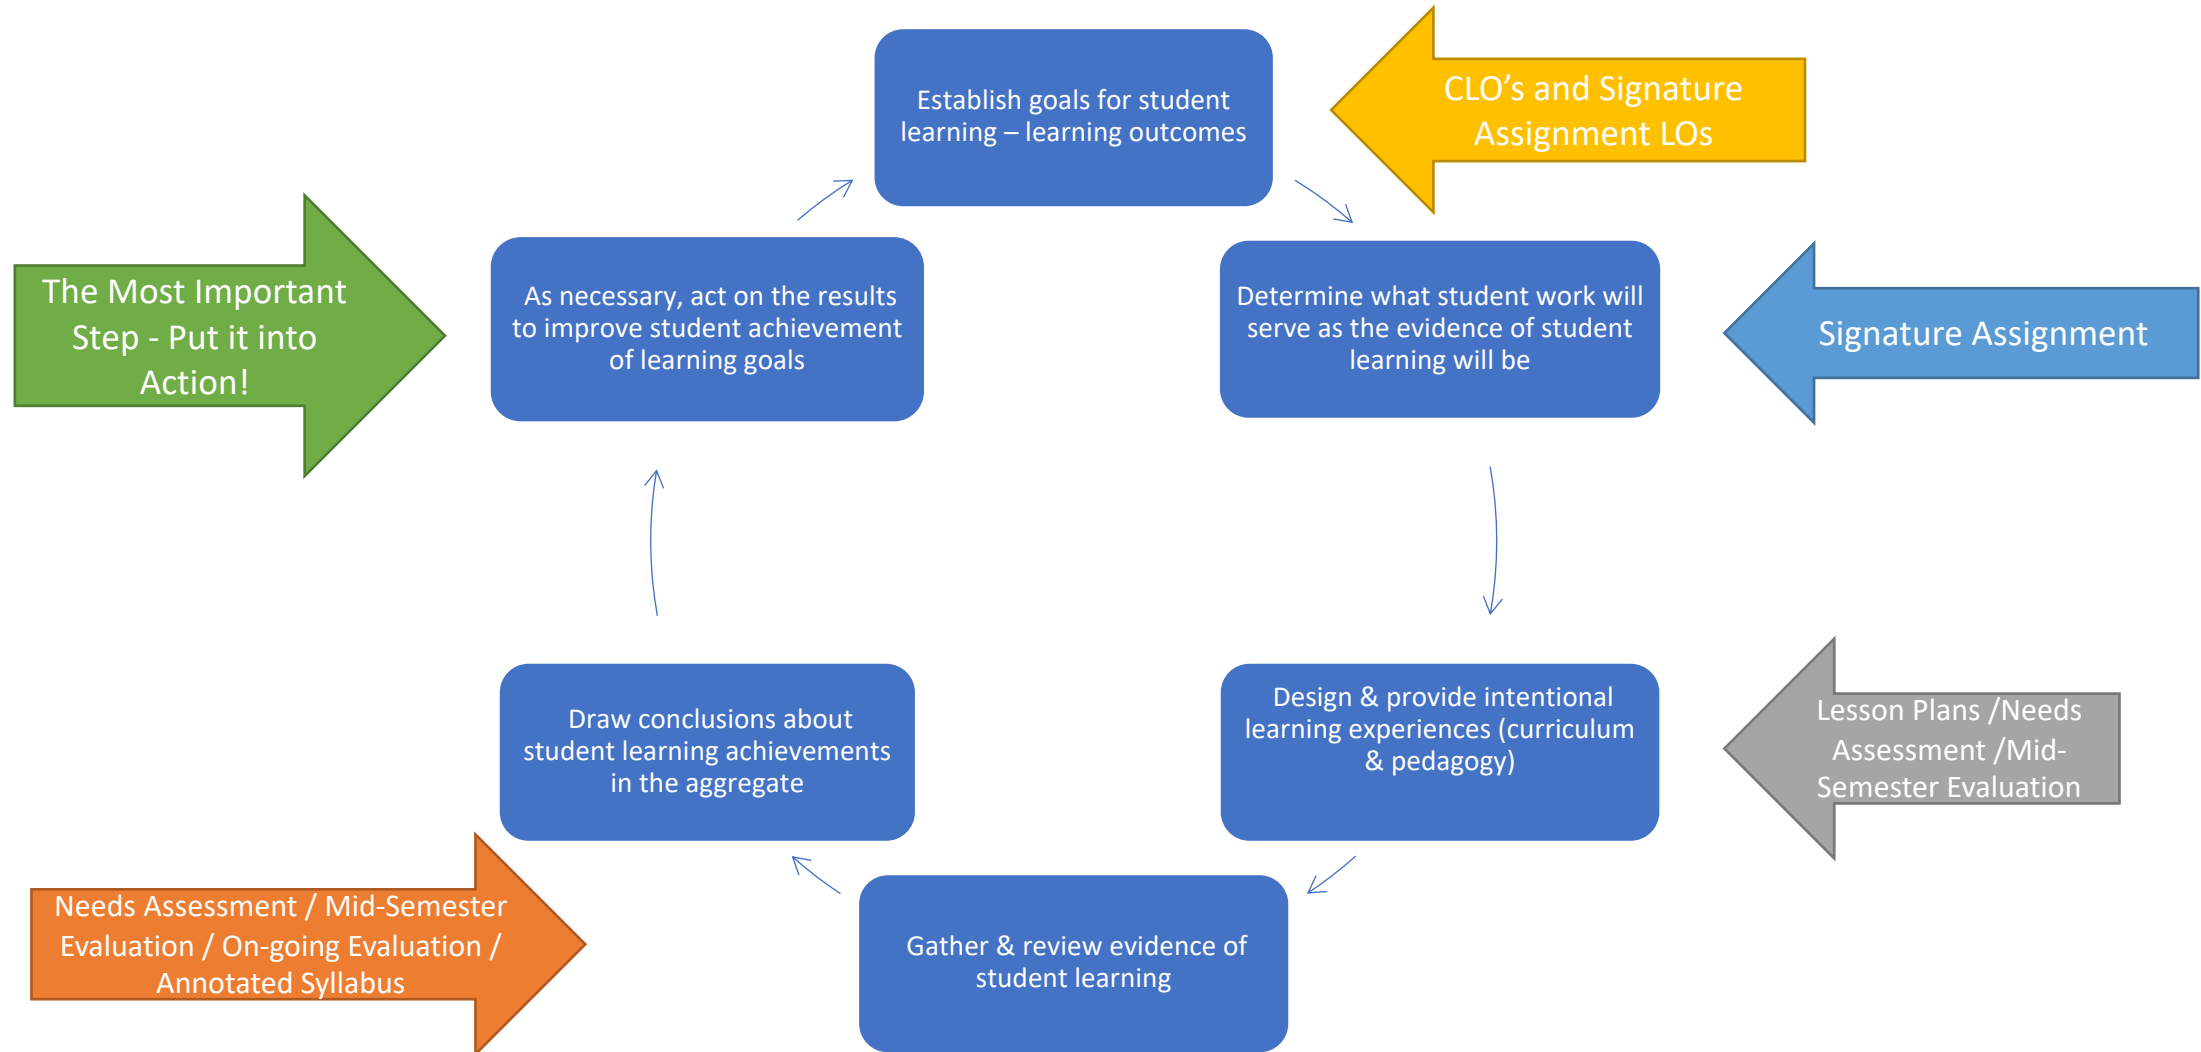 Establish goals for student
learning – learning outcomes
CLO's and Signature
Assignment LOs
Determine what student work will
serve as the evidence of student
learning will be
Signature Assignment
Design & provide intentional
learning experiences (curriculum
& pedagogy)
Lesson Plans /Needs
Assessment /Mid-
Semester Evaluation
Gather & review evidence of
student learning
Needs Assessment / Mid-Semester
Evaluation / On-going Evaluation /
Annotated Syllabus
Draw conclusions about
student learning achievements
in the aggregate
As necessary, act on the results
to improve student achievement
of learning goals
The Most Important
Step - Put it into
Action!